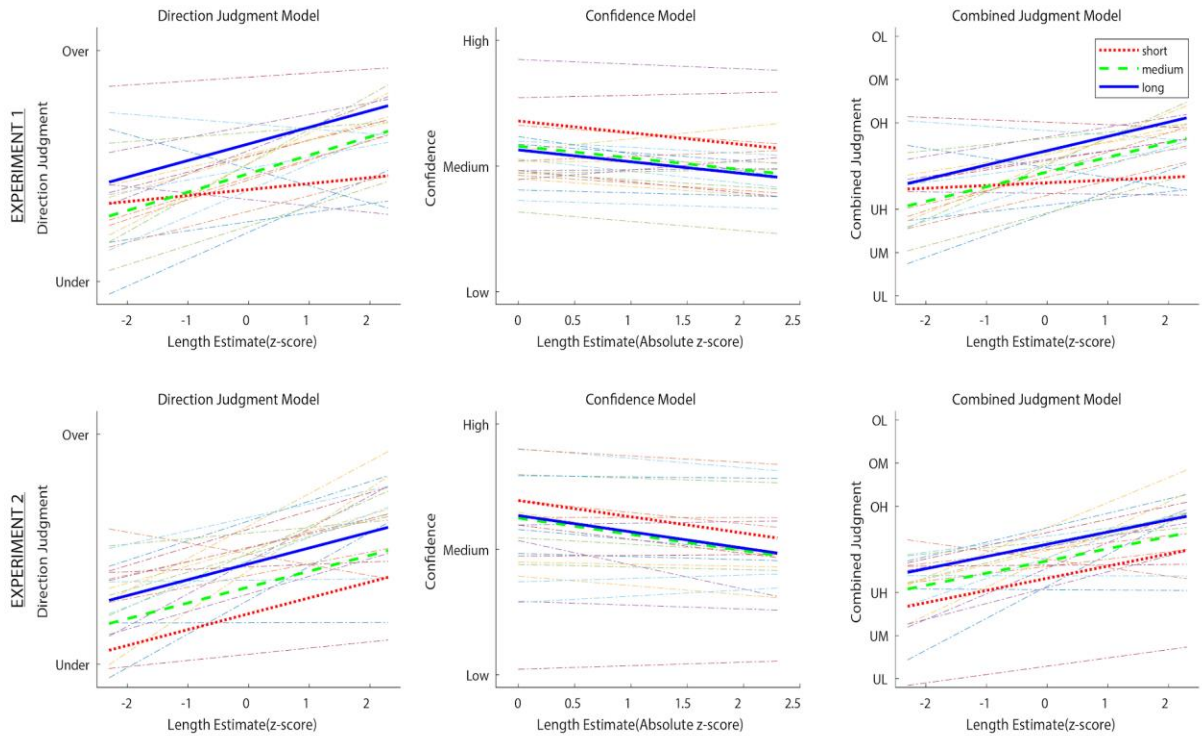 Direction Judgment Model
Confidence Model
Combined Judgment Model
EXPERIMENT 1
Direction Judgment
Over
Under
-2 -1 0 1 2
Length Estimate(z-score)
Confidence
High
Medium
Low
0 0.5 1 1.5 2 2.5
Length Estimate(Absolute z-score)
Combined Judgment
OL
OM
OH
UH
UM
UL
short
medium
long
-2 -1 0 1 2
Length Estimate(z-score)
Direction Judgment Model
Confidence Model
Combined Judgment Model
EXPERIMENT 2
Direction Judgment
Over
Under
-2 -1 0 1 2
Length Estimate(z-score)
Confidence
High
Medium
Low
0 0.5 1 1.5 2 2.5
Length Estimate(Absolute z-score)
Combined Judgment
OL
OM
OH
UH
UM
UL
-2 -1 0 1 2
Length Estimate(z-score)